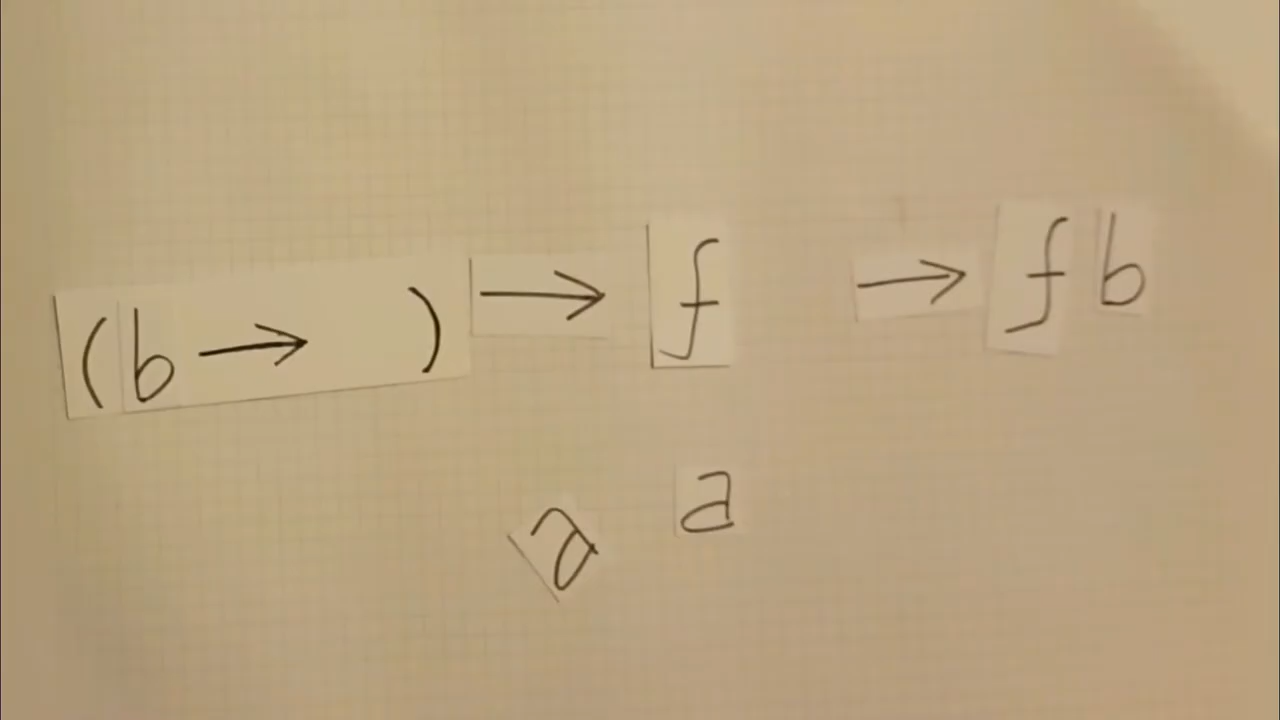 (b → ) → f → f b
a a